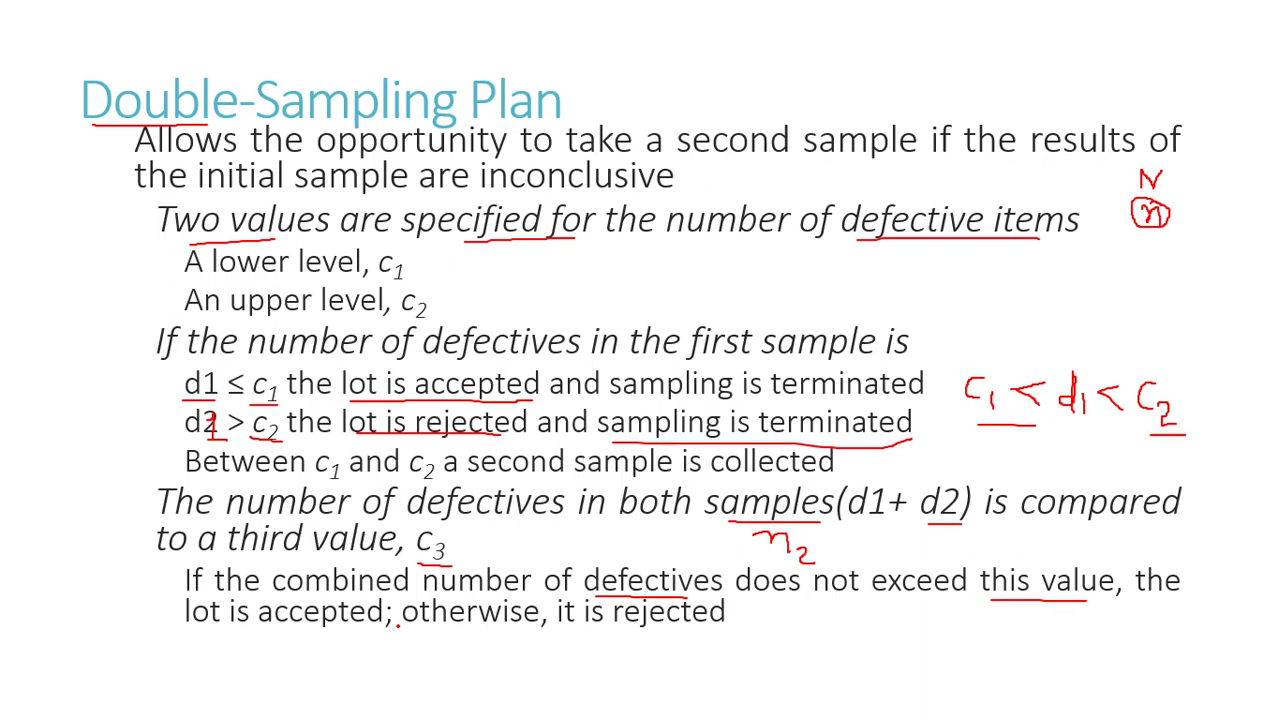 Double-Sampling Plan
Allows the opportunity to take a second sample if the results of
the initial sample are inconclusive
N
n
Two values are specified for the number of defective items
A lower level, c1
An upper level, c2
If the number of defectives in the first sample is
d1 ≤ c1 the lot is accepted and sampling is terminated
c1 < d1 < c2
d1 > c2 the lot is rejected and sampling is terminated
Between c1 and c2 a second sample is collected
The number of defectives in both samples(d1+ d2) is compared
to a third value, c3
n2
If the combined number of defectives does not exceed this value, the
lot is accepted; otherwise, it is rejected